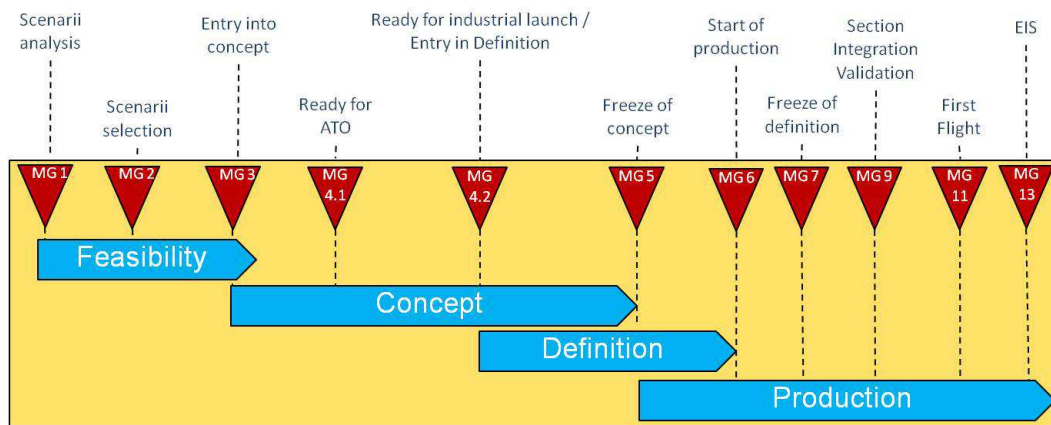 Scenarii
analysis
Scenarii
selection
Entry into
concept
Ready for
ATO
Ready for industrial launch /
Entry in Definition
Freeze of
concept
Start of
production
Freeze of
definition
Section
Integration
Validation
First
Flight
EIS
MG 1
MG 2
MG 3
MG
4.1
MG
4.2
MG 5
MG 6
MG 7
MG 9
MG
11
MG
13
Feasibility
Concept
Definition
Production